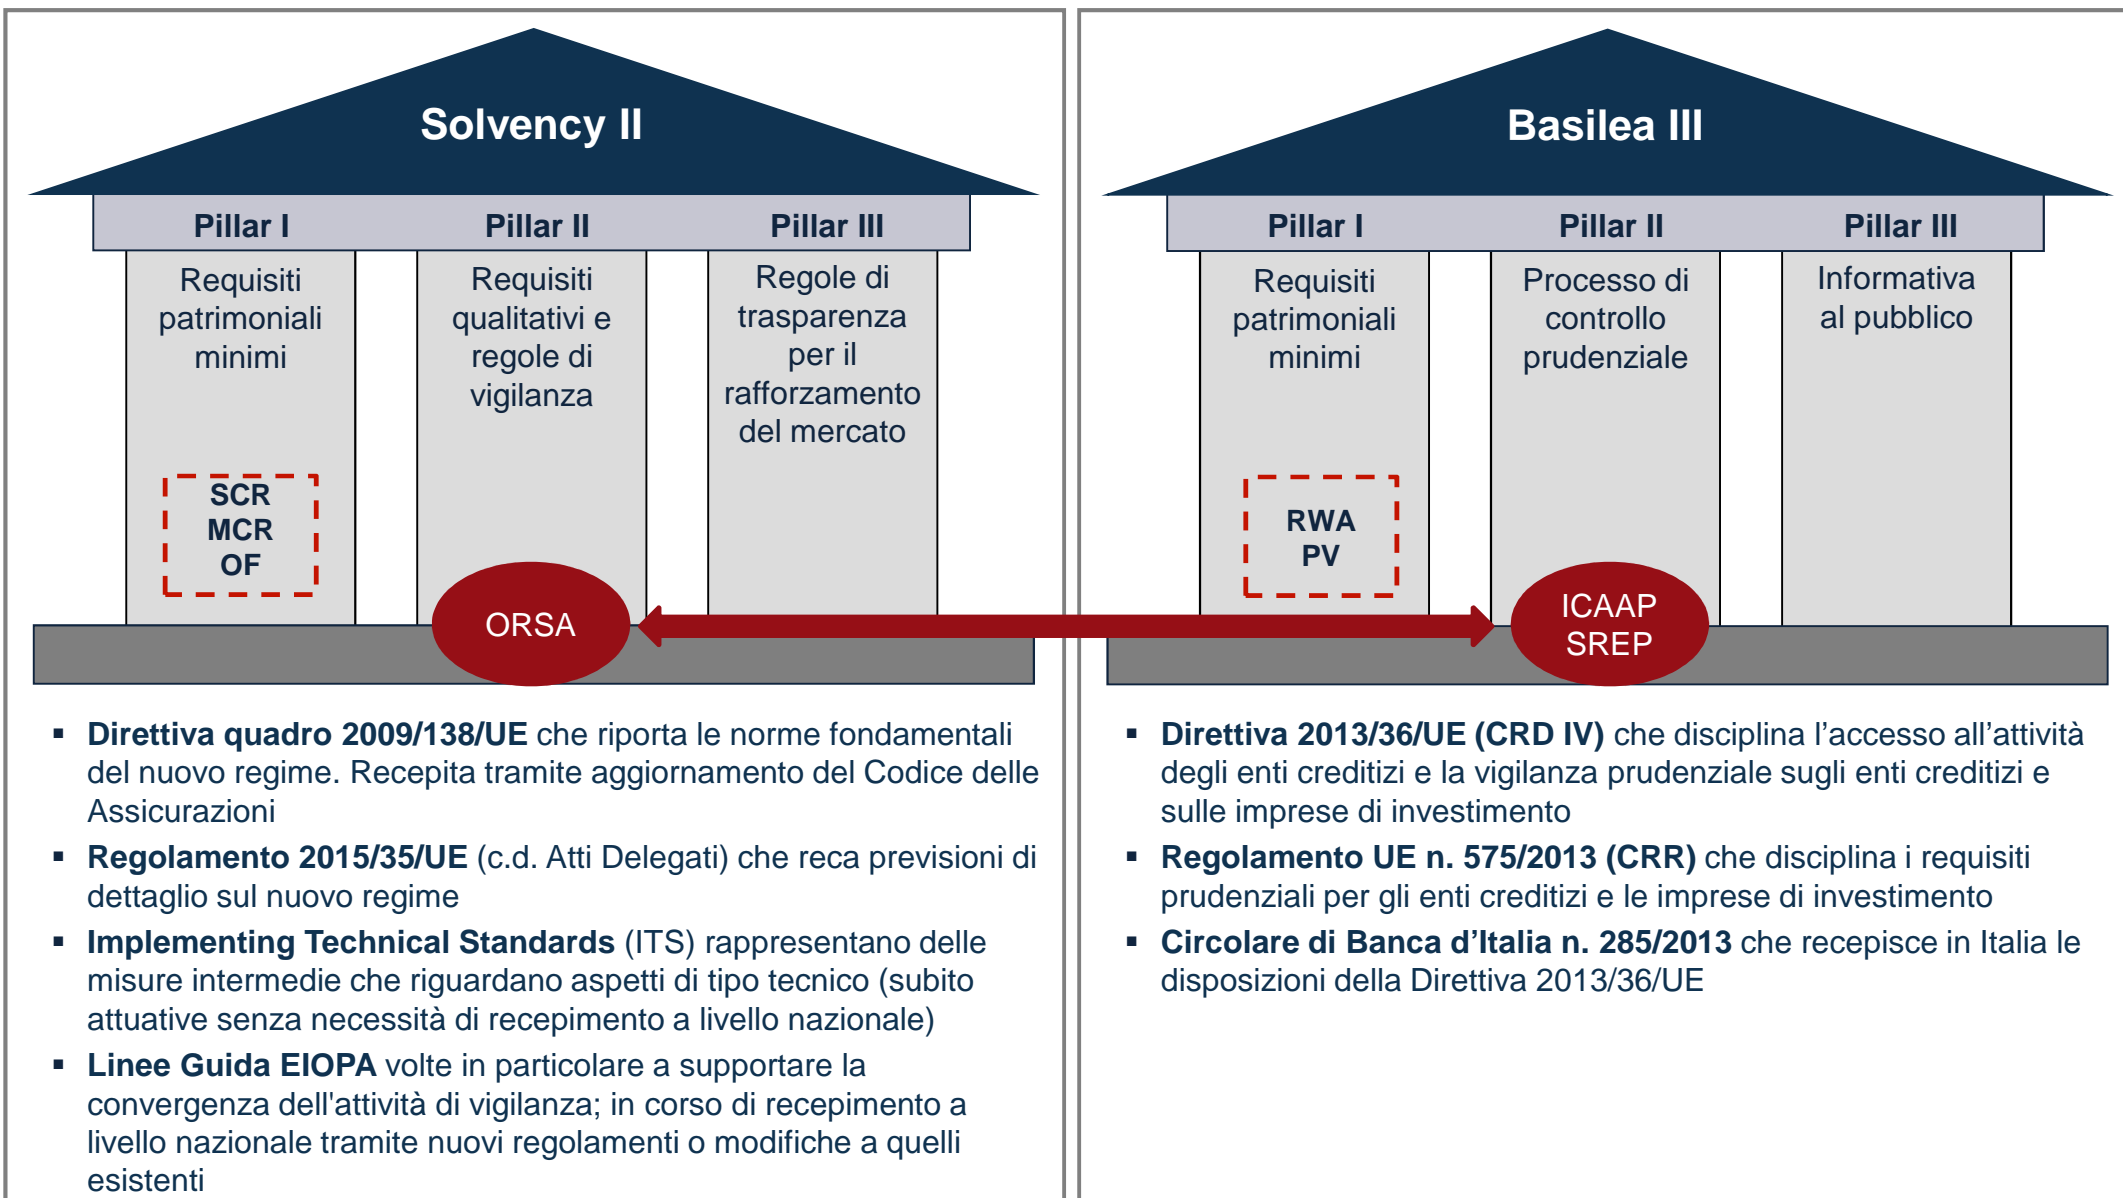 Solvency II
Pillar I
Pillar II
Pillar III
Requisiti
patrimoniali
minimi
Requisiti
qualitativi e
regole di
vigilanza
Regole di
trasparenza
per il
rafforzamento
del mercato
SCR
MCR
OF
ORSA
▪ Direttiva quadro 2009/138/UE che riporta le norme fondamentali
del nuovo regime. Recepita tramite aggiornamento del Codice delle
Assicurazioni
▪ Regolamento 2015/35/UE (c.d. Atti Delegati) che reca previsioni di
dettaglio sul nuovo regime
▪ Implementing Technical Standards (ITS) rappresentano delle
misure intermedie che riguardano aspetti di tipo tecnico (subito
attuative senza necessità di recepimento a livello nazionale)
▪ Linee Guida EIOPA volte in particolare a supportare la
convergenza dell'attività di vigilanza; in corso di recepimento a
livello nazionale tramite nuovi regolamenti o modifiche a quelli
esistenti
Basilea III
Pillar I
Pillar II
Pillar III
Requisiti
patrimoniali
minimi
Processo di
controllo
prudenziale
Informativa
al pubblico
RWA
PV
ICAAP
SREP
▪ Direttiva 2013/36/UE (CRD IV) che disciplina l’accesso all’attività
degli enti creditizi e la vigilanza prudenziale sugli enti creditizi e
sulle imprese di investimento
▪ Regolamento UE n. 575/2013 (CRR) che disciplina i requisiti
prudenziali per gli enti creditizi e le imprese di investimento
▪ Circolare di Banca d’Italia n. 285/2013 che recepisce in Italia le
disposizioni della Direttiva 2013/36/UE